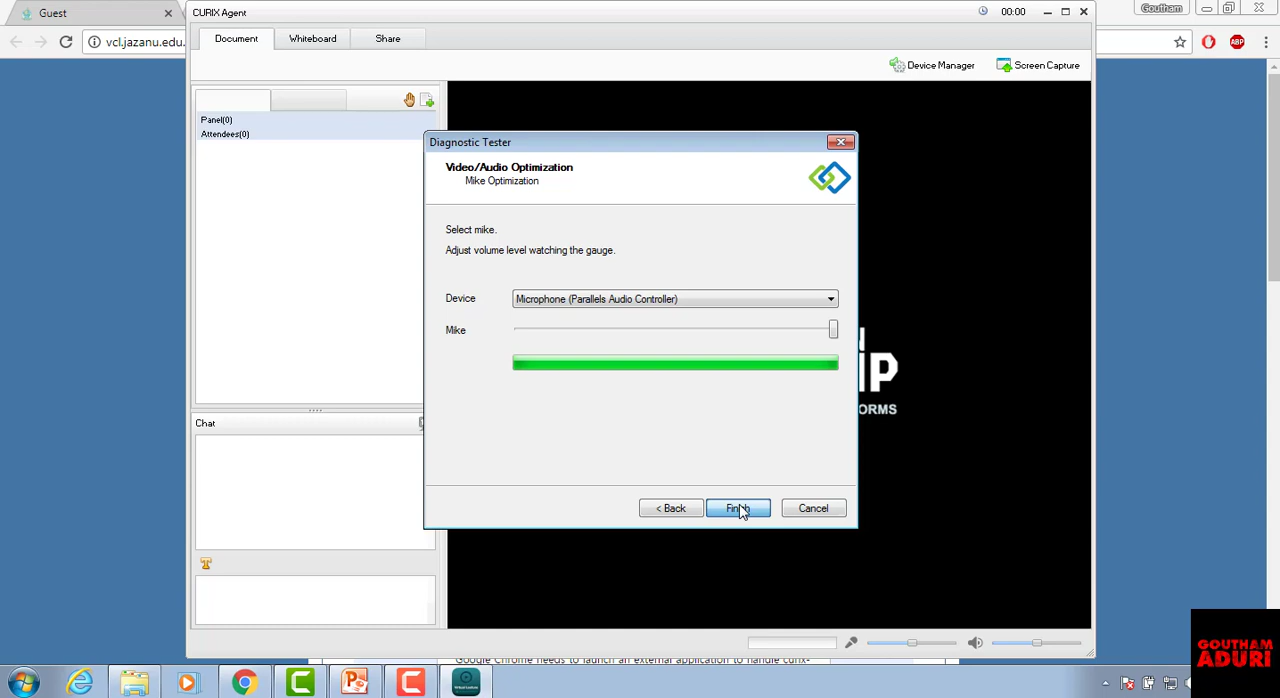 Guest
Goutham
vcl.jazanu.edu.
ABP
CURIX Agent
00:00
Document
Whiteboard
Share
Device Manager
Screen Capture
Panel(0)
Attendees(0)
Diagnostic Tester
Video/Audio Optimization
Mike Optimization
Select mike.
Adjust volume level watching the gauge.
Device
Microphone (Parallels Audio Controller)
Mike
< Back
Finish
Cancel
ORMS
Chat
Google Chrome needs to launch an external application to handle curix-
GOUTHAM
ADURI